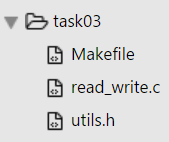 task03
Makefile
read_write.c
utils.h